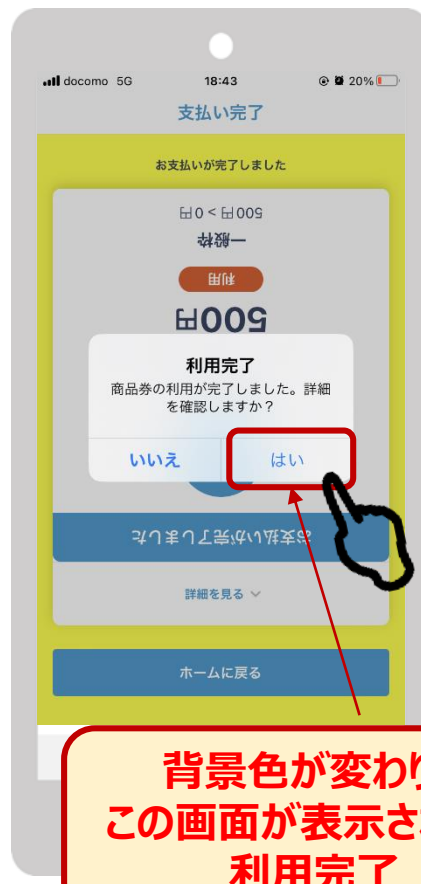 docomo 5G 18:43 20%
支払い完了
お支払いが完了しました
500円 > 0円
一般枠
利用
500円
利用完了
商品券の利用が完了しました。詳細
を確認しますか？
いいえ はい
お支払いが完了しました
詳細を見る
ホームに戻る
背景色が変わり
この画面が表示さ
利用完了